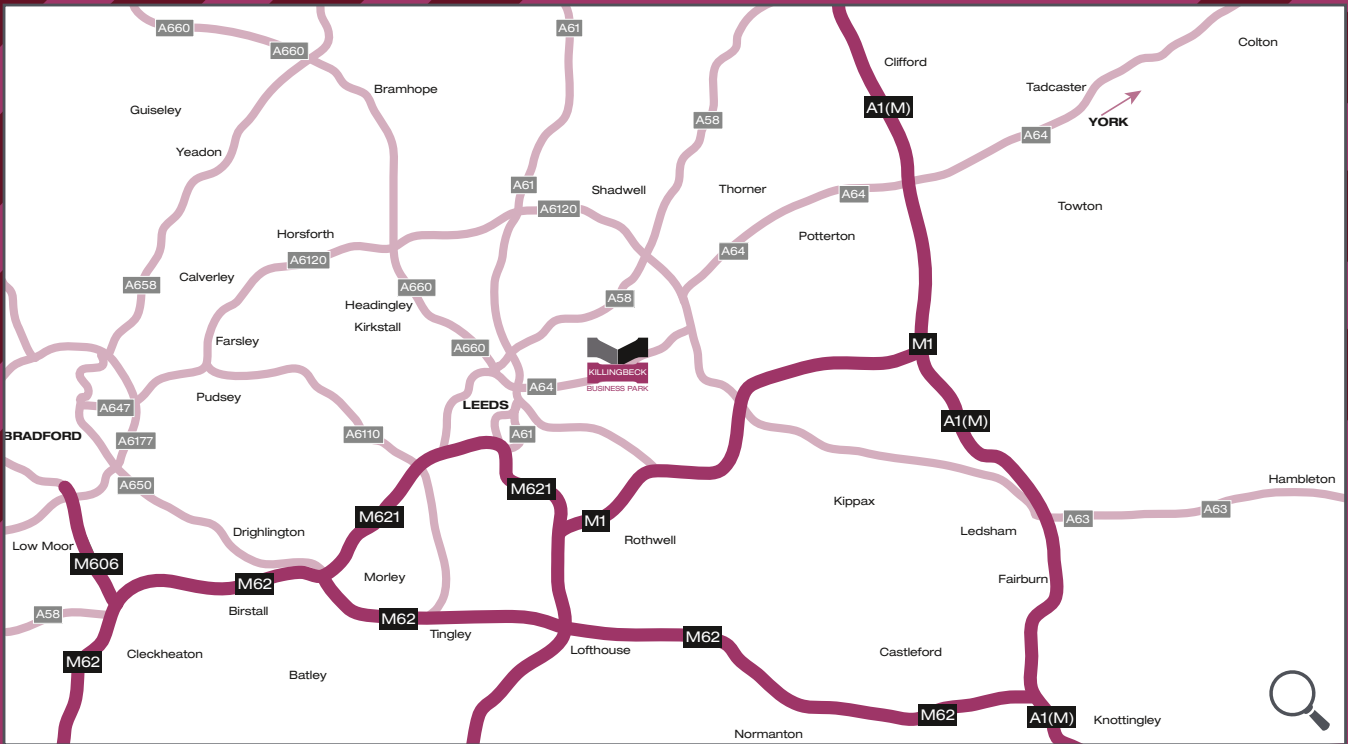 A660
A61
A660
Colton
Clifford
Tadcaster
Bramhope
A1(M)
Guiseley
A58
YORK
A64
Yeadon
A61
Shadwell
Thorner
A64
A6120
Towton
Horsforth
Potterton
A64
A6120
Calverley
A658
A660
A58
Headingley
Kirkstall
Farsley
A660
M1
KILLINGBECK
BUSINESS PARK
A64
Pudsey
LEEDS
A647
A1(M)
BRADFORD
A6177
A6110
A61
Hambleton
A650
M621
Kippax
A63
M621
M1
A63
Drighlington
Ledsham
Low Moor
Rothwell
M606
Morley
Fairburn
M62
Birstall
A58
M62
Tingley
M62
Lofthouse
Cleckheaton
Castleford
M62
Batley
M62
A1(M)
Knottingley
Normanton